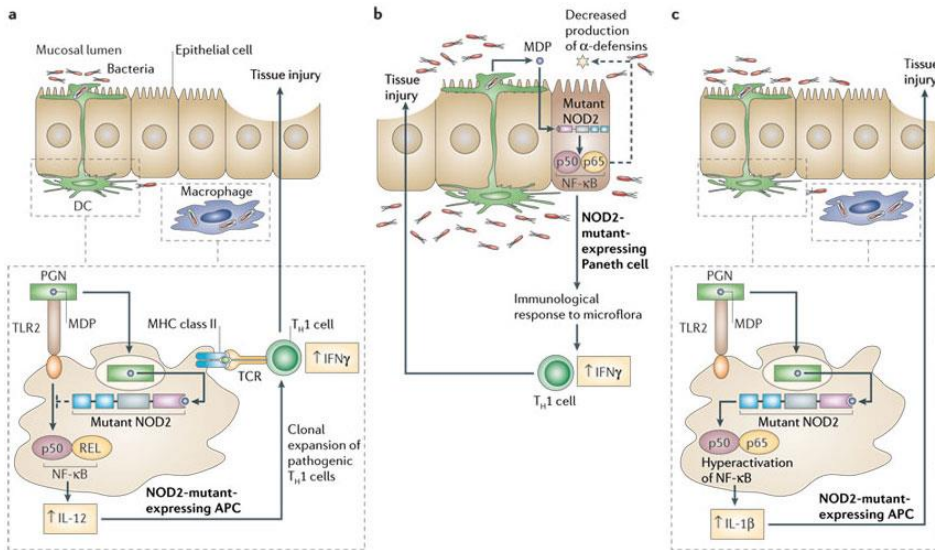 a
Mucosal lumen
Epithelial cell
Bacteria
Tissue injury
DC
Macrophage
PGN
MDP
TLR2
MHC class II
TCR
TH1 cell
↑ IFNγ
Mutant NOD2
p50
REL
NF-κB
Clonal
expansion of
pathogenic
TH1 cells
↑ IL-12
NOD2-mutant-
expressing APC
b
Decreased
production
of α-defensins
MDP
Tissue
injury
Mutant
NOD2
p50
p65
NF-κB
NOD2-
mutant-
expressing
Paneth cell
Immunological
response to microflora
↑ IFNγ
TH1 cell
c
Tissue
injury
PGN
MDP
TLR2
Mutant NOD2
p50
p65
Hyperactivation
of NF-κB
NOD2-mutant-
expressing APC
↑ IL-1β